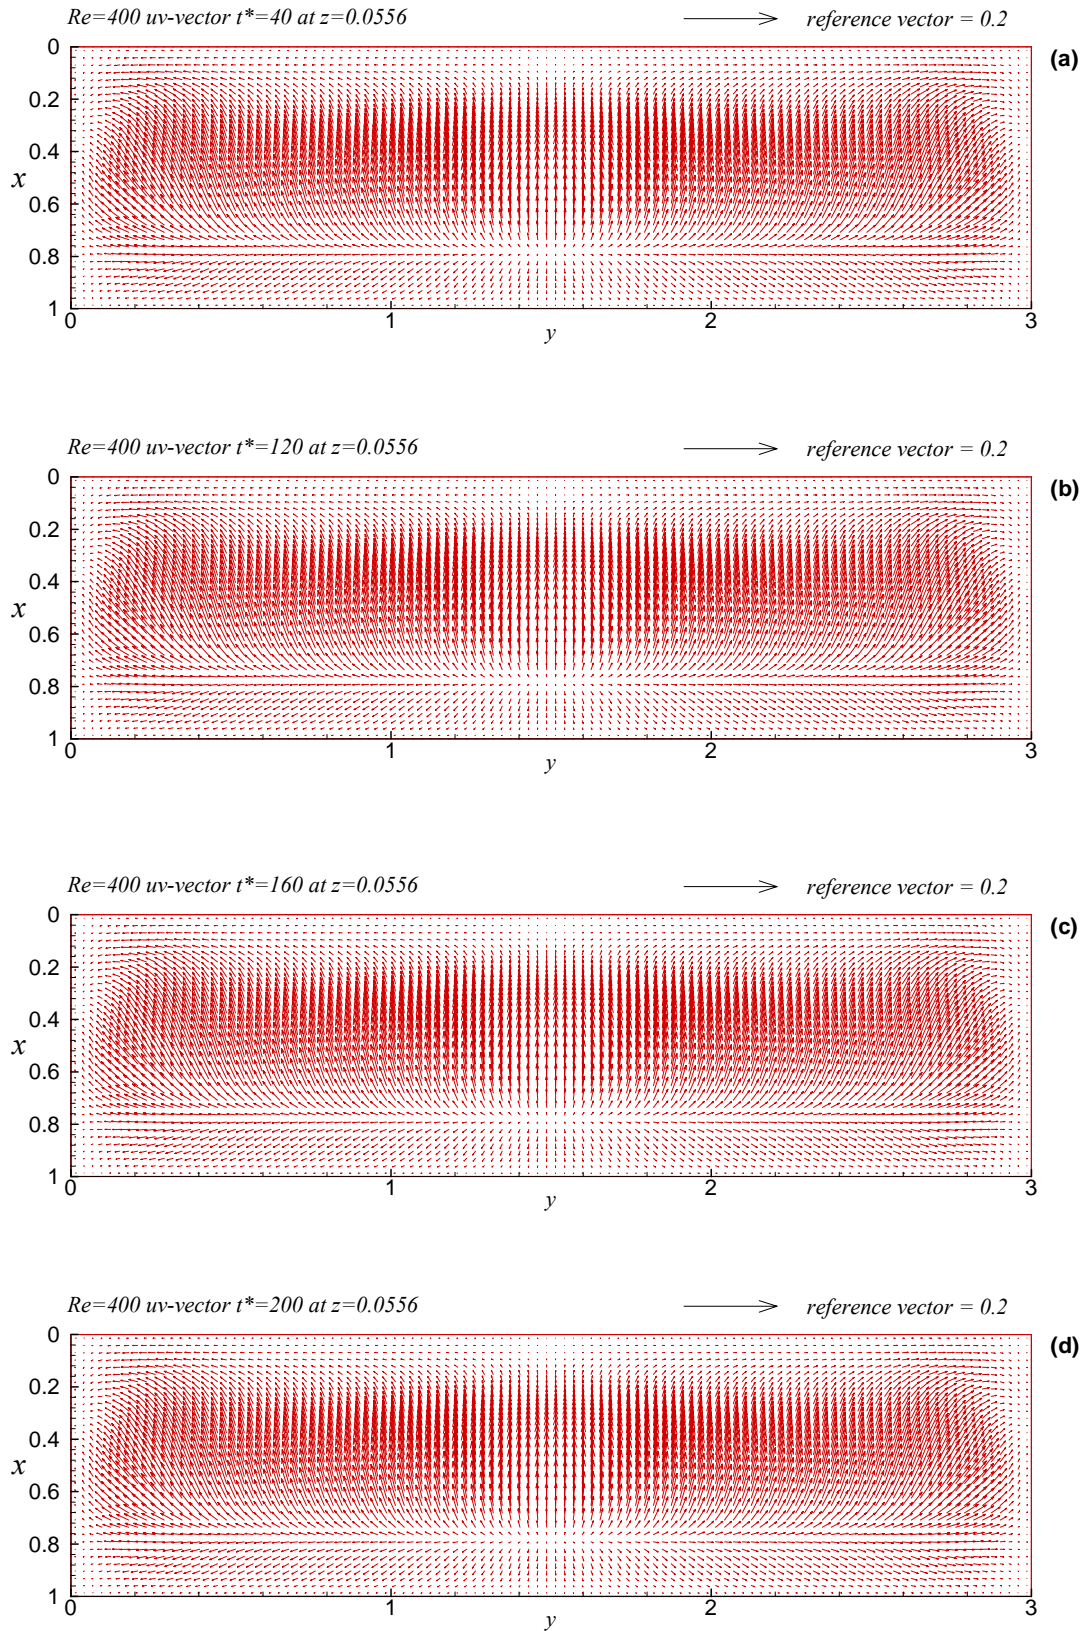 Re=400 uv-vector t*=40 at z=0.0556 reference vector = 0.2
(a)
0
0.2
0.4
x
0.6
0.8
1
0 1 2 3
y
Re=400 uv-vector t*=120 at z=0.0556 reference vector = 0.2
(b)
0
0.2
0.4
x
0.6
0.8
1
0 1 2 3
y
Re=400 uv-vector t*=160 at z=0.0556 reference vector = 0.2
(c)
0
0.2
0.4
x
0.6
0.8
1
0 1 2 3
y
Re=400 uv-vector t*=200 at z=0.0556 reference vector = 0.2
(d)
0
0.2
0.4
x
0.6
0.8
1
0 1 2 3
y